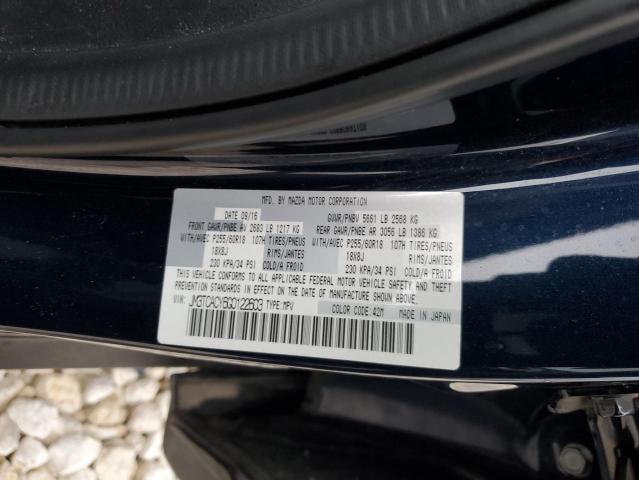 MFD. BY MAZDA MOTOR CORPORATION
DATE 09/16 GVWR/PNBV 5661 LB 2568 KG
FRONT GAWR/PNBE AV 2683 LB 1217 KG REAR GAWR/PNBE AR 3056 LB 1386 KG
WITH/AVEC P255/60R18 107H TIRES/PNEUS WITH/AVEC P255/60R18 107H TIRES/PNEUS
18X8J RIMS/JANTES 18X8J RIMS/JANTES
230 KPA/34 PSI COLD/A FROID 230 KPA/34 PSI COLD/A FROID
THIS VEHICLE CONFORMS TO ALL APPLICABLE FEDERAL MOTOR VEHICLE SAFETY, BUMPER, AND THEFT
PREVENTION STANDARDS IN EFFECT ON THE DATE OF MANUFACTURE SHOWN ABOVE.
VIN: JM3TCACY6G0122603 TYPE:MPV
COLOR CODE 42M MADE IN JAPAN